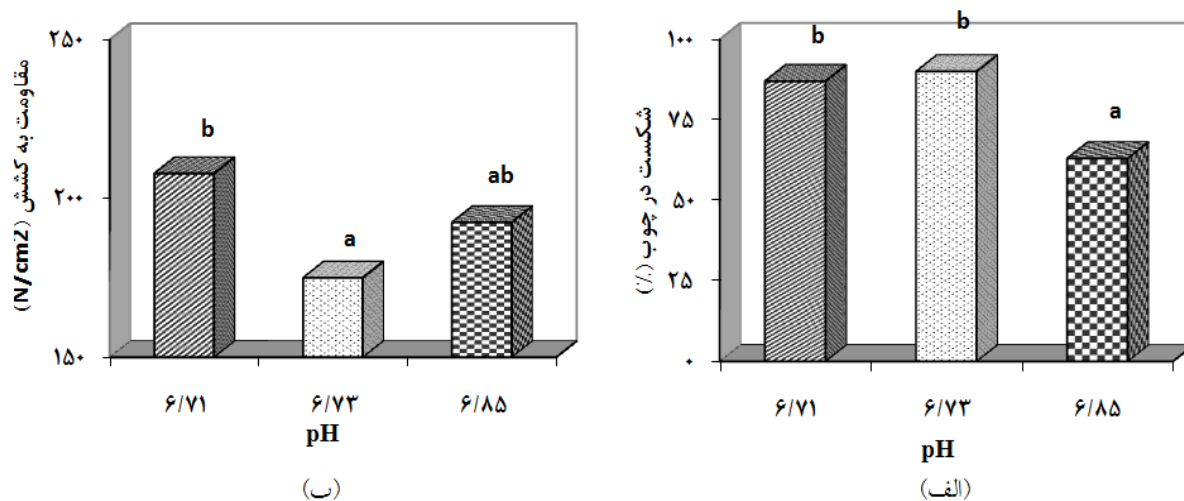 شکست در چوب (%)
۱۰۰
۷۵
۵۰
۲۵
۰
b
b
a
۶/۷۱
۶/۷۳
۶/۸۵
pH
(الف)
مقاومت به کشش (N/cm2)
۲۵۰
۲۰۰
۱۵۰
b
a
ab
۶/۷۱
۶/۷۳
۶/۸۵
pH
(ب)